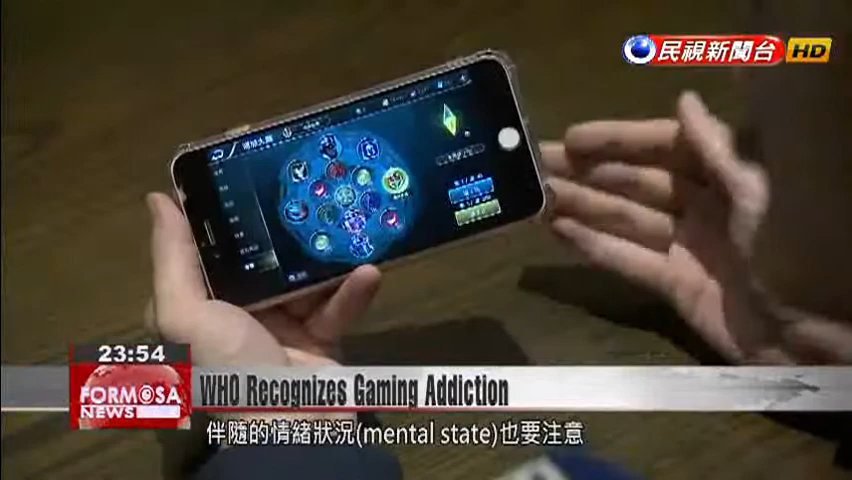 民視新聞台 HD
23:54
FORMOSA
NEWS
WHO Recognizes Gaming Addiction
伴隨的情緒狀況(mental state)也要注意